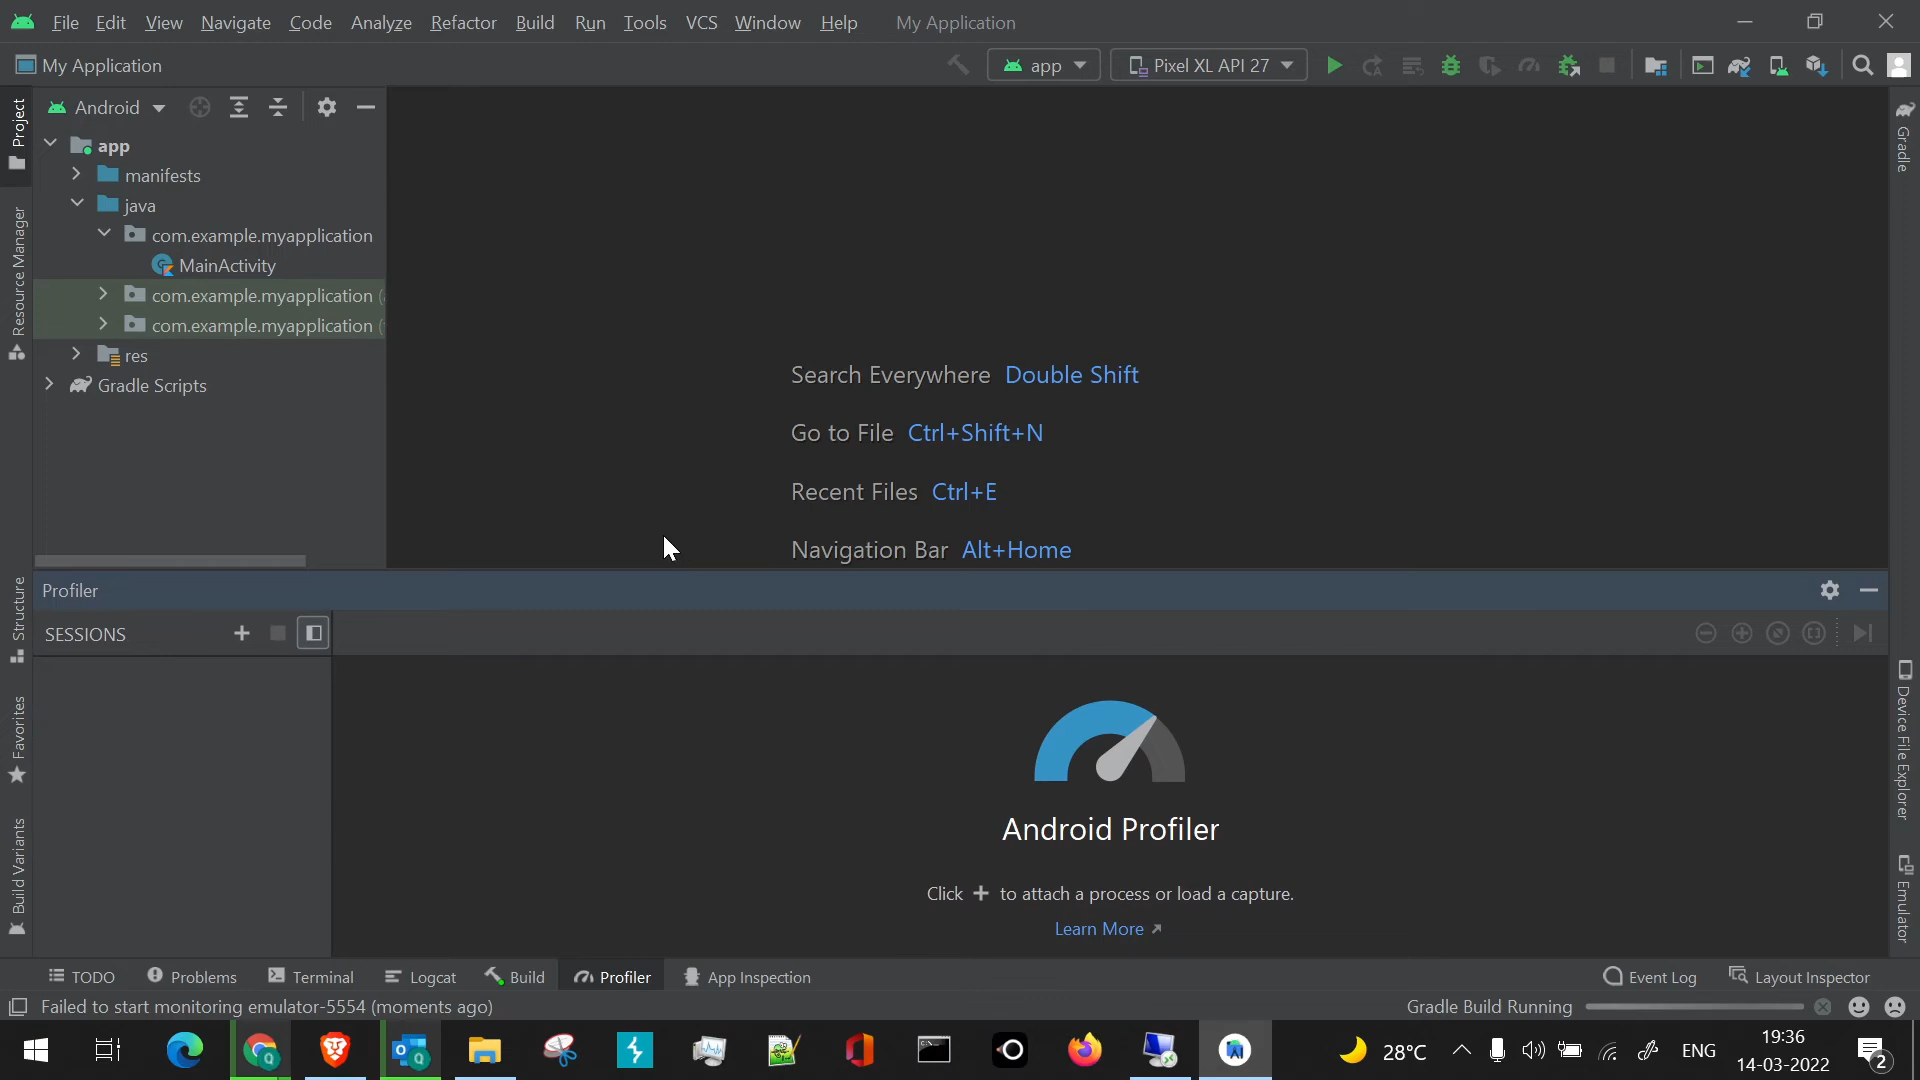 File Edit View Navigate Code Analyze Refactor Build Run Tools VCS Window Help My Application
My Application
app
Pixel XL API 27
Project
Resource Manager
Structure
Favorites
Build Variants
Android
app
manifests
java
com.example.myapplication
MainActivity
com.example.myapplication (
com.example.myapplication (
res
Gradle Scripts
Search Everywhere Double Shift
Go to File Ctrl+Shift+N
Recent Files Ctrl+E
Navigation Bar Alt+Home
Gradle
Device File Explorer
Emulator
Profiler
SESSIONS
Android Profiler
Click + to attach a process or load a capture.
Learn More
TODO Problems Terminal Logcat Build Profiler App Inspection Event Log Layout Inspector
Failed to start monitoring emulator-5554 (moments ago)
Gradle Build Running
28°C
ENG
19:36
14-03-2022
2